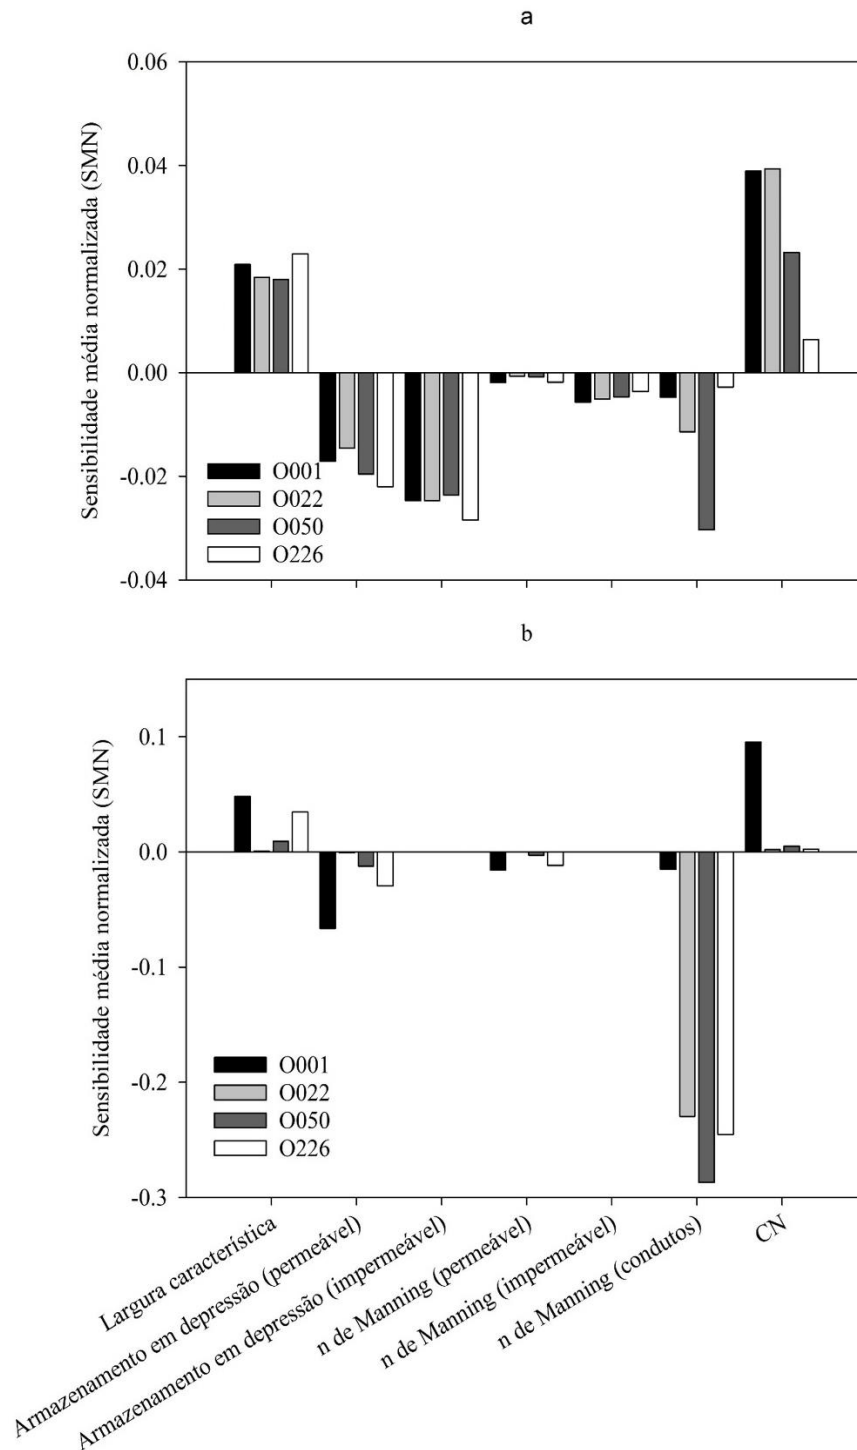 a
Sensibilidade média normalizada (SMN)
0.06
0.04
0.02
0.00
-0.02
-0.04
O001
O022
O050
O226
b
Sensibilidade média normalizada (SMN)
0.1
0.0
-0.1
-0.2
-0.3
O001
O022
O050
O226
Largura característica
Armazenamento em depressão (permeável)
Armazenamento em depressão (impermeável)
n de Manning (permeável)
n de Manning (impermeável)
n de Manning (condutos)
CN